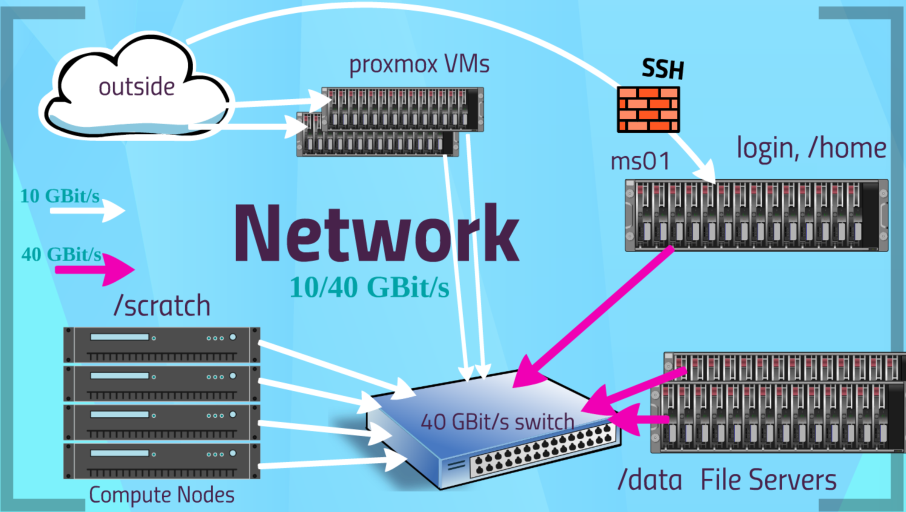 outside
proxmox VMs
SSH
ms01
login, /home
10 GBit/s
40 GBit/s
Network
10/40 GBit/s
/scratch
40 GBit/s switch
Compute Nodes
/data File Servers